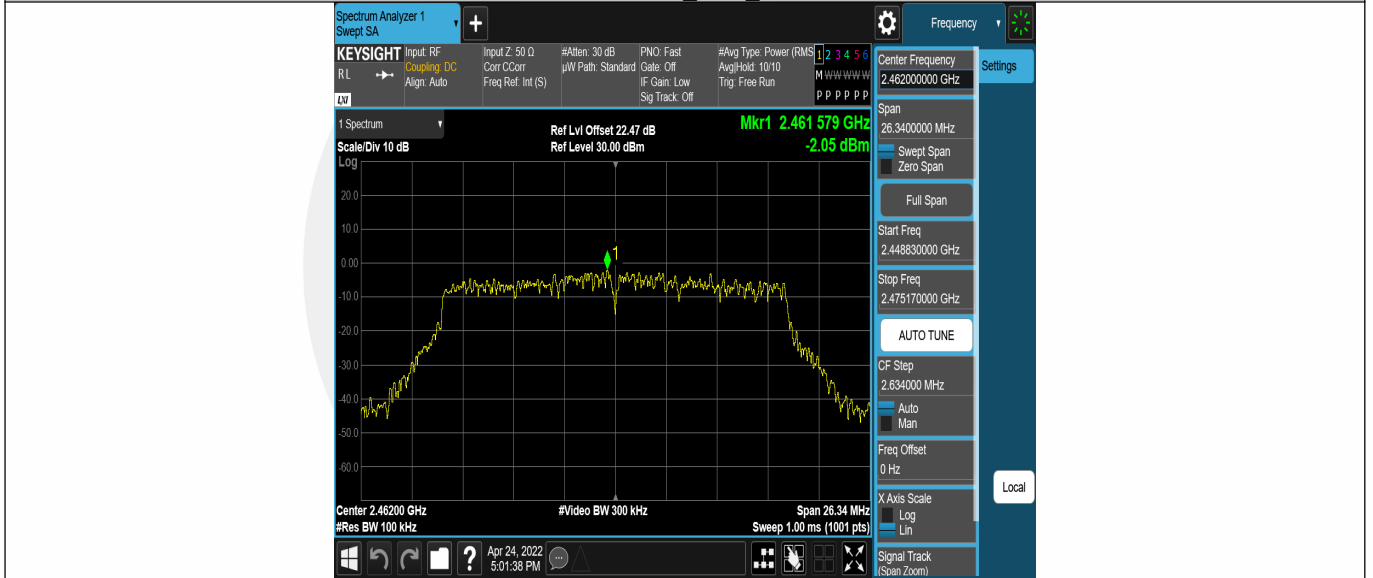 Spectrum Analyzer 1
Swept SA
+
Frequency
KEYSIGHT
R L
LXI
Input: RF
Coupling: DC
Align: Auto
Input Z: 50 Ω
Corr CCorr
Freq Ref: Int (S)
#Atten: 30 dB
µW Path: Standard
PNO: Fast
Gate: Off
IF Gain: Low
Sig Track: Off
#Avg Type: Power (RMS
Avg|Hold: 10/10
Trig: Free Run
1 2 3 4 5 6
M W W W W W
P P P P P P
1 Spectrum
Scale/Div 10 dB
Log
Ref Lvl Offset 22.47 dB
Ref Level 30.00 dBm
Mkr1 2.461 579 GHz
-2.05 dBm
20.0
10.0
0.00
-10.0
-20.0
-30.0
-40.0
-50.0
-60.0
1
Center 2.46200 GHz
#Res BW 100 kHz
#Video BW 300 kHz
Span 26.34 MHz
Sweep 1.00 ms (1001 pts)
Center Frequency
2.462000000 GHz
Settings
Span
26.3400000 MHz
Swept Span
Zero Span
Full Span
Start Freq
2.448830000 GHz
Stop Freq
2.475170000 GHz
AUTO TUNE
CF Step
2.634000 MHz
Auto
Man
Freq Offset
0 Hz
X Axis Scale
Log
Lin
Local
Signal Track
(Span Zoom)
?
Apr 24, 2022
5:01:38 PM